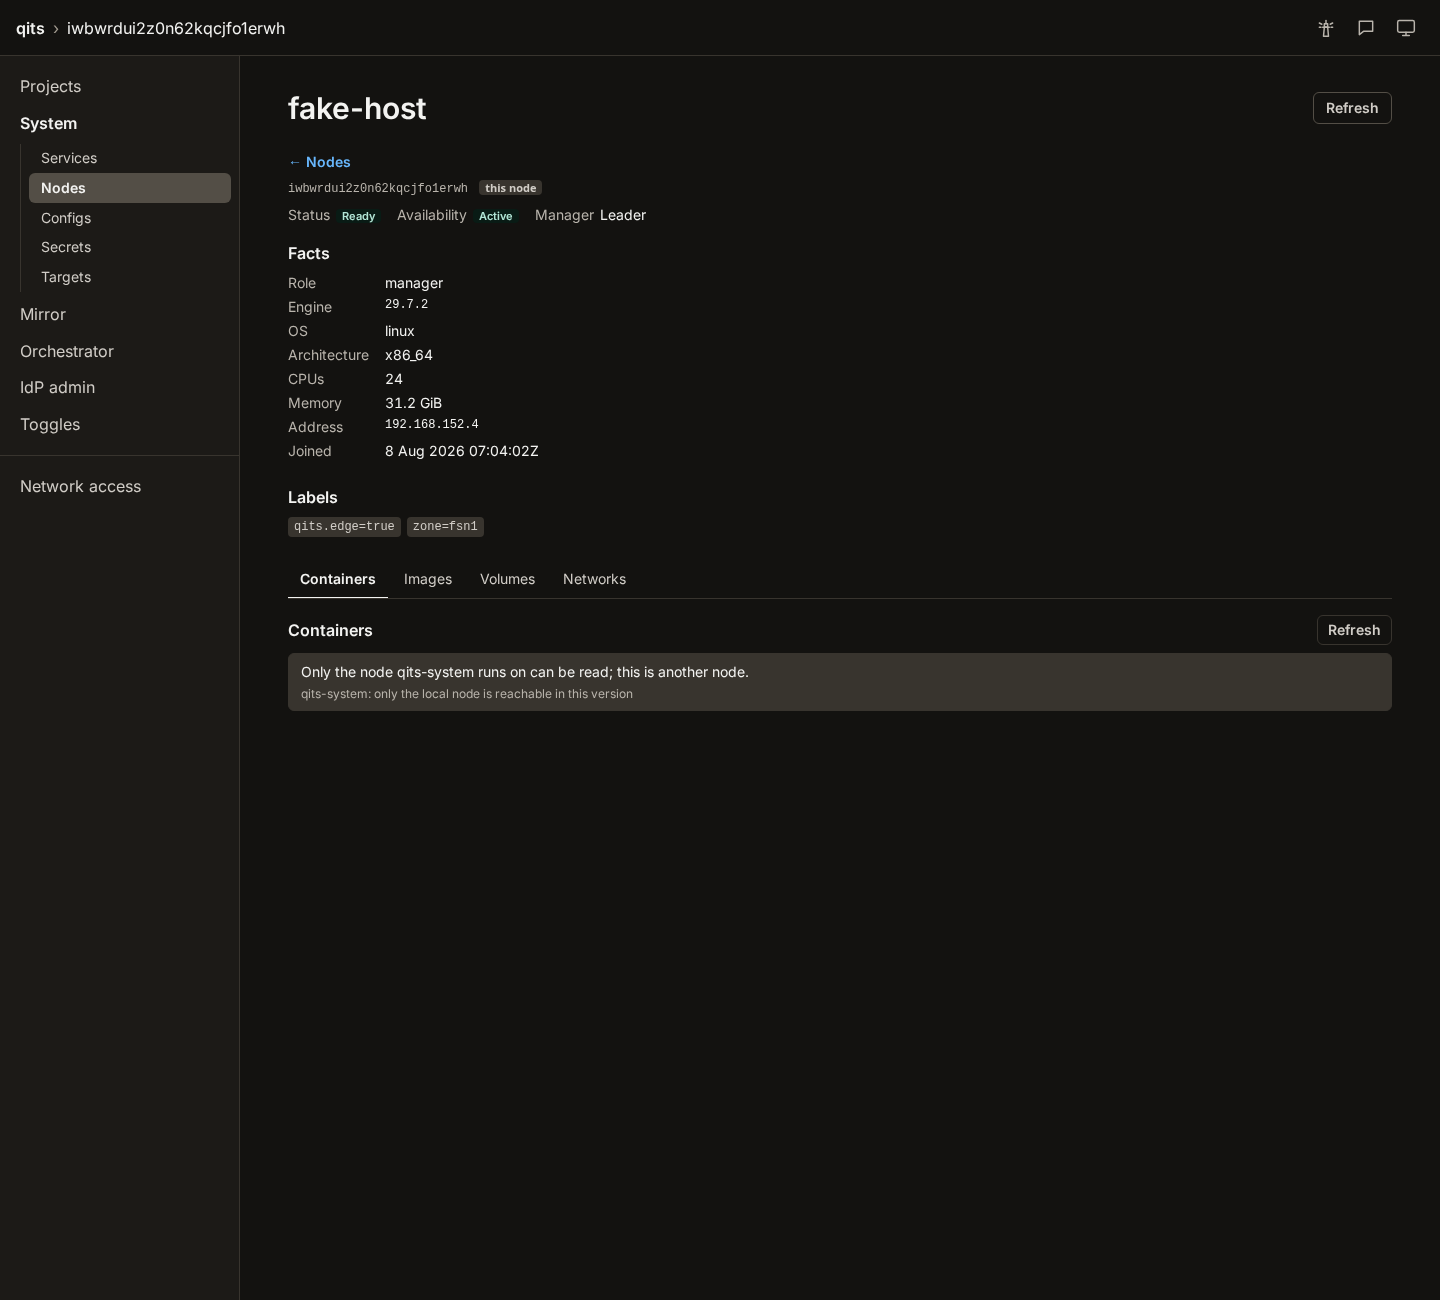 qits › iwbwrdui2z0n62kqcjfo1erwh
Projects
System
Services
Nodes
Configs
Secrets
Targets
Mirror
Orchestrator
IdP admin
Toggles
Network access
fake-host
Refresh
← Nodes
iwbwrdui2z0n62kqcjfo1erwh this node
Status Ready Availability Active Manager Leader
Facts
Role manager
Engine 29.7.2
OS linux
Architecture x86_64
CPUs 24
Memory 31.2 GiB
Address 192.168.152.4
Joined 8 Aug 2026 07:04:02Z
Labels
qits.edge=true zone=fsn1
Containers Images Volumes Networks
Containers
Refresh
Only the node qits-system runs on can be read; this is another node.
qits-system: only the local node is reachable in this version